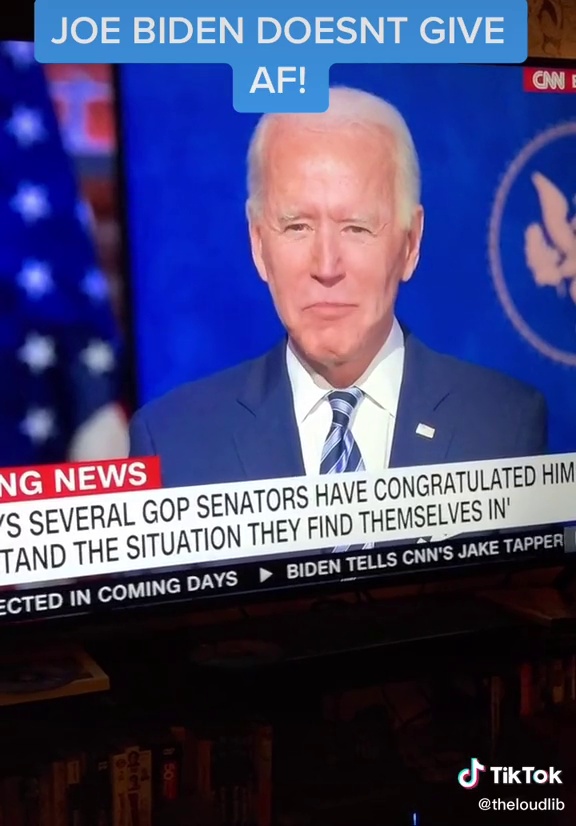 JOE BIDEN DOESNT GIVE
AF!
CNN
NG NEWS
YS SEVERAL GOP SENATORS HAVE CONGRATULATED HIM
TAND THE SITUATION THEY FIND THEMSELVES IN'
ECTED IN COMING DAYS ▶ BIDEN TELLS CNN'S JAKE TAPPER
TikTok
@theloudlib